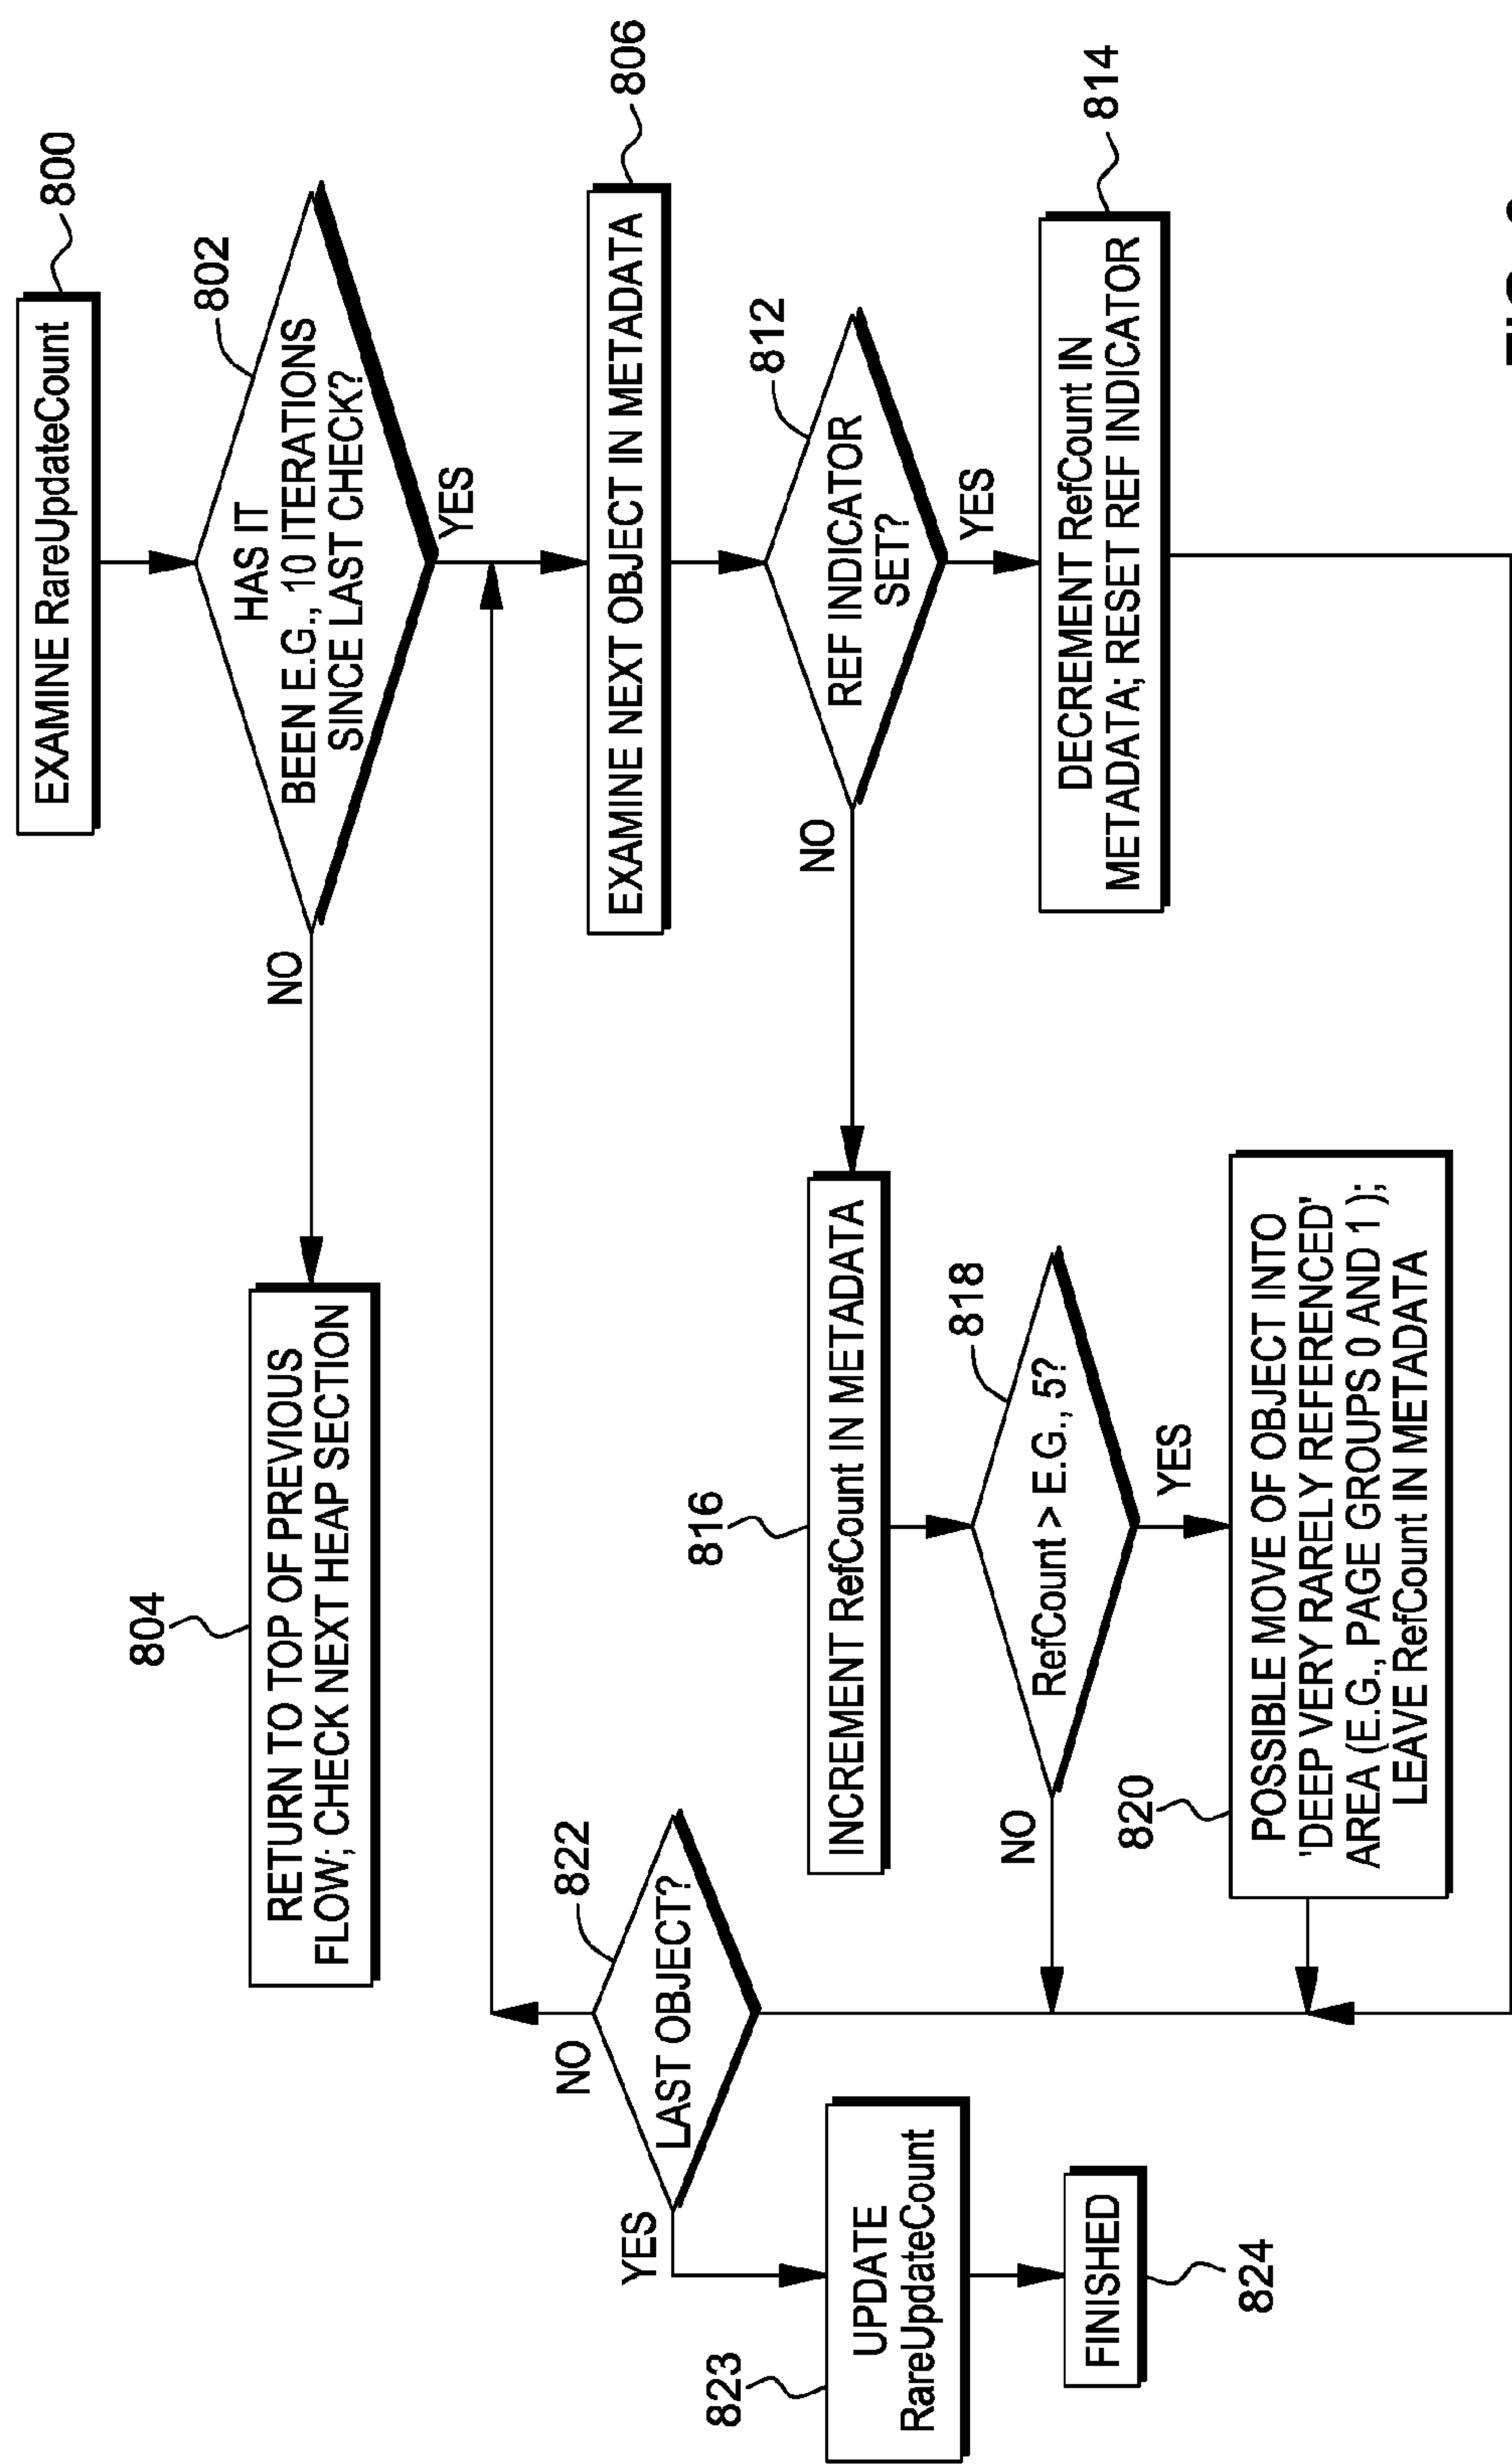 EXAMINE RareUpdateCount
800
HAS IT
BEEN E.G., 10 ITERATIONS
SINCE LAST CHECK?
802
NO
YES
RETURN TO TOP OF PREVIOUS
FLOW; CHECK NEXT HEAP SECTION
804
EXAMINE NEXT OBJECT IN METADATA
806
REF INDICATOR
SET?
812
NO
YES
DECREMENT RefCount IN
METADATA; RESET REF INDICATOR
814
INCREMENT RefCount IN METADATA
816
RefCount > E.G., 5?
818
NO
YES
POSSIBLE MOVE OF OBJECT INTO
'DEEP VERY RARELY REFERENCED'
AREA (E.G., PAGE GROUPS 0 AND 1 );
LEAVE RefCount IN METADATA
820
LAST OBJECT?
822
NO
YES
UPDATE
RareUpdateCount
823
FINISHED
824